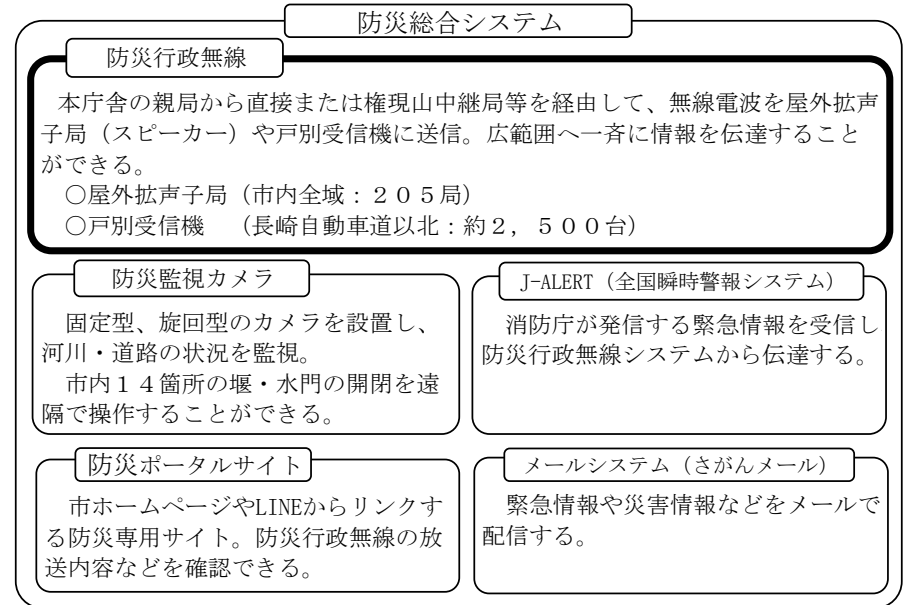 防災総合システム
防災行政無線
本庁舎の親局から直接または権現山中継局等を経由して、無線電波を屋外拡声
子局（スピーカー）や戸別受信機に送信。広範囲へ一斉に情報を伝達すること
ができる。
○屋外拡声子局（市内全域：２０５局）
○戸別受信機　（長崎自動車道以北：約２，５００台）
防災監視カメラ
固定型、旋回型のカメラを設置し、
河川・道路の状況を監視。
市内１４箇所の堰・水門の開閉を遠
隔で操作することができる。
J-ALERT（全国瞬時警報システム）
消防庁が発信する緊急情報を受信し
防災行政無線システムから伝達する。
防災ポータルサイト
市ホームページやLINEからリンクす
る防災専用サイト。防災行政無線の放
送内容などを確認できる。
メールシステム（さがんメール）
緊急情報や災害情報などをメールで
配信する。